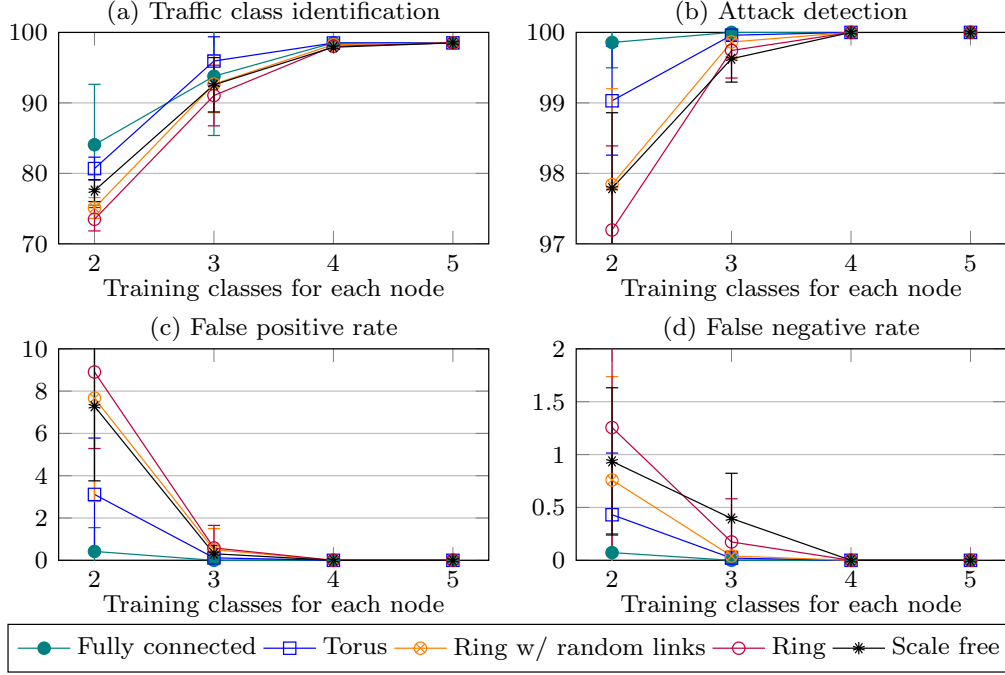 (a) Traffic class identification
(b) Attack detection
100
90
80
70
2 3 4 5
Training classes for each node
100
99
98
97
2 3 4 5
Training classes for each node
(c) False positive rate
(d) False negative rate
10
8
6
4
2
0
2 3 4 5
Training classes for each node
2
1.5
1
0.5
0
2 3 4 5
Training classes for each node
Fully connected Torus Ring w/ random links Ring Scale free